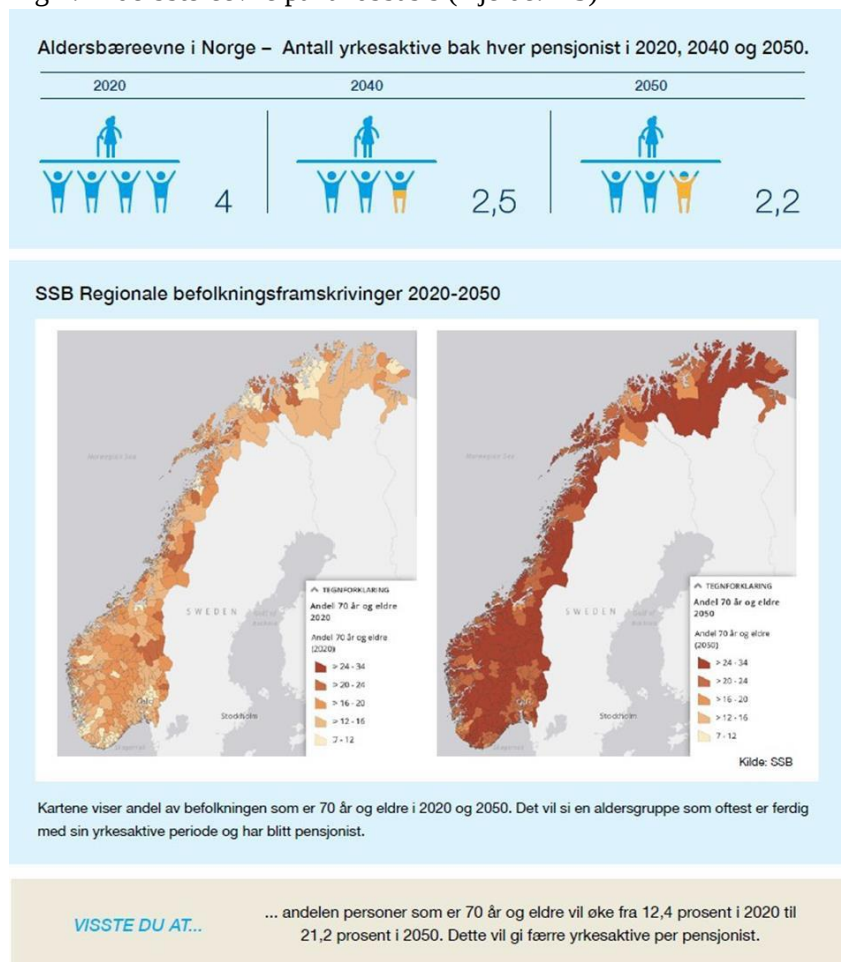 Aldersbæreevne i Norge – Antall yrkesaktive bak hver pensjonist i 2020, 2040 og 2050.
2020
2040
2050
4
2,5
2,2
SSB Regionale befolkningsframskrivinger 2020-2050
Norwegian Sea
SWEDEN
Gulf of
Bothnia
Oslo
Stockholm
Skagerrak
TEGNFORKLARING
Andel 70 år og eldre
2020
Andel 70 år og eldre
(2020)
> 24 - 34
> 20 - 24
> 16 - 20
> 12 - 16
7 - 12
Norwegian Sea
SWEDEN
Oslo
Stockholm
Skagerrak
TEGNFORKLARING
Andel 70 år og eldre
2050
Andel 70 år og eldre
(2050)
> 24 - 34
> 20 - 24
> 16 - 20
> 12 - 16
7 - 12
Kilde: SSB
Kartene viser andel av befolkningen som er 70 år og eldre i 2020 og 2050. Det vil si en aldersgruppe som oftest er ferdig
med sin yrkesaktive periode og har blitt pensjonist.
VISSTE DU AT...
... andelen personer som er 70 år og eldre vil øke fra 12,4 prosent i 2020 til
21,2 prosent i 2050. Dette vil gi færre yrkesaktive per pensjonist.